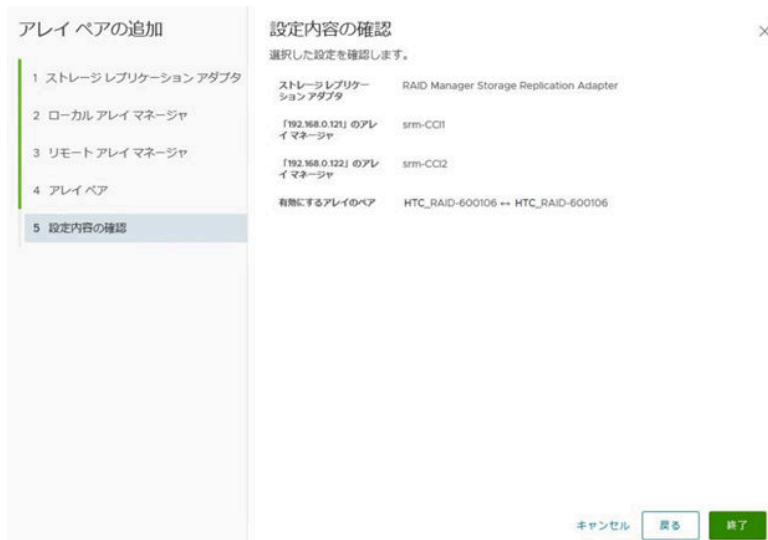 アレイ ペアの追加
1 ストレージ レプリケーション アダプタ
2 ローカル アレイ マネージャ
3 リモート アレイ マネージャ
4 アレイ ペア
5 設定内容の確認
設定内容の確認
選択した設定を確認します。
ストレージ レプリケー
ション アダプタ
RAID Manager Storage Replication Adapter
「192.168.0.121」のアレ
イ マネージャ
srm-CCI1
「192.168.0.122」のアレ
イ マネージャ
srm-CCI2
有効にするアレイのペア
HTC_RAID-600106 ↔ HTC_RAID-600106
キャンセル
戻る
終了